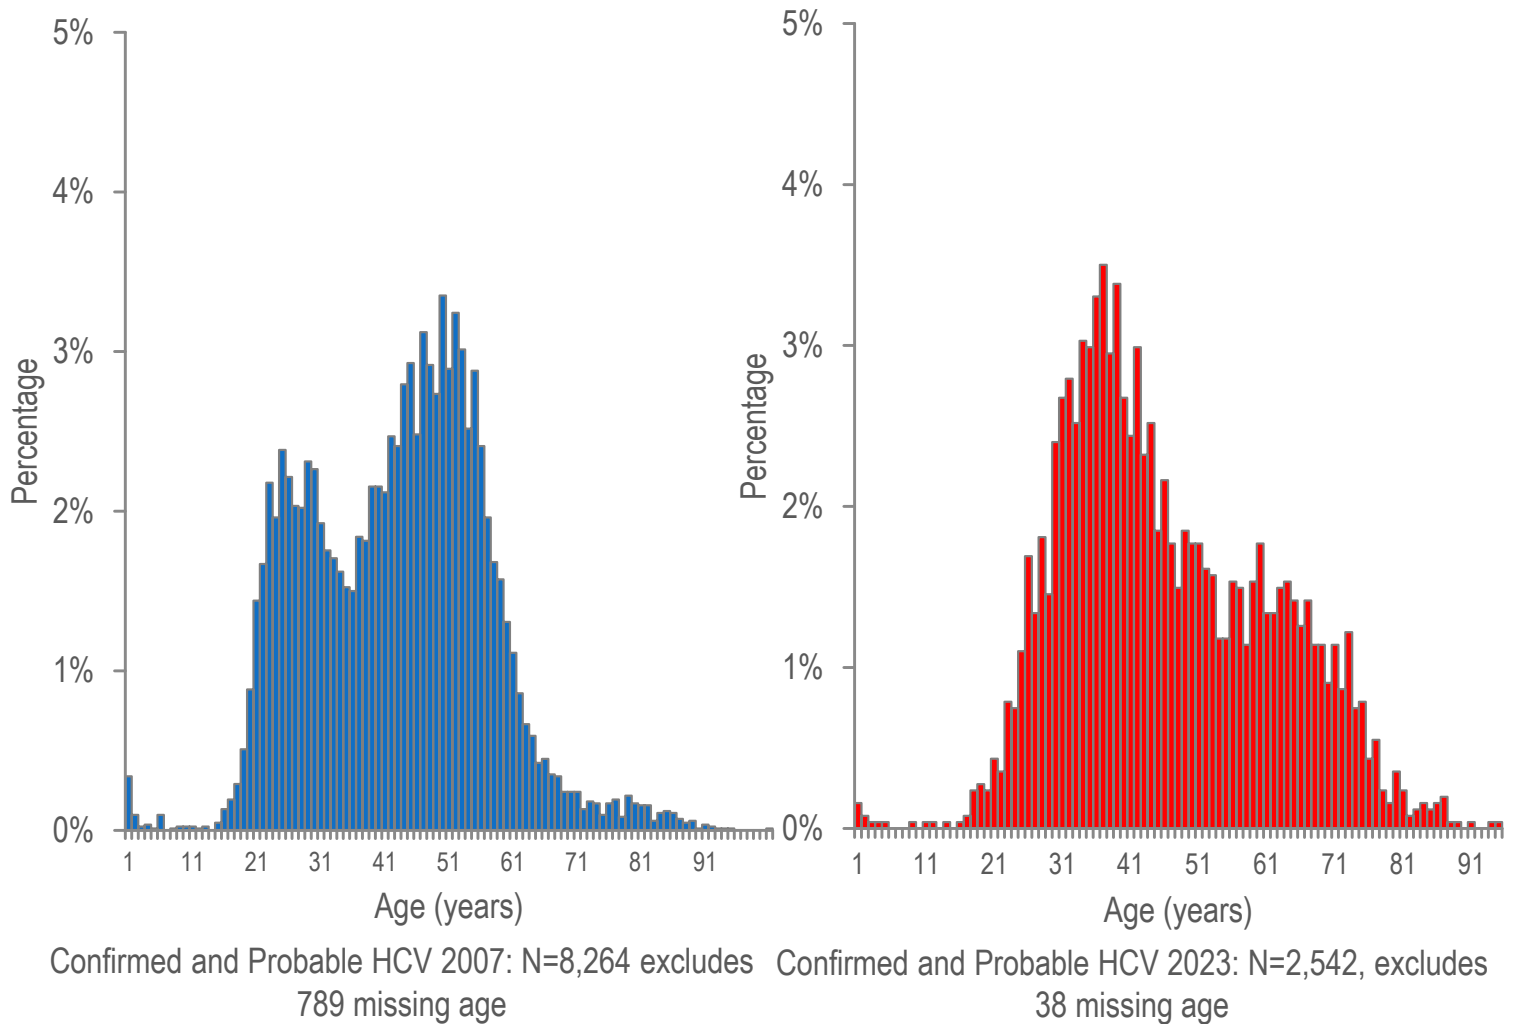 5%
4%
3%
2%
1%
0%
Percentage
1 11 21 31 41 51 61 71 81 91
Age (years)
Confirmed and Probable HCV 2007: N=8,264 excludes
789 missing age
5%
4%
3%
2%
1%
0%
Percentage
1 11 21 31 41 51 61 71 81 91
Age (years)
Confirmed and Probable HCV 2023: N=2,542, excludes
38 missing age